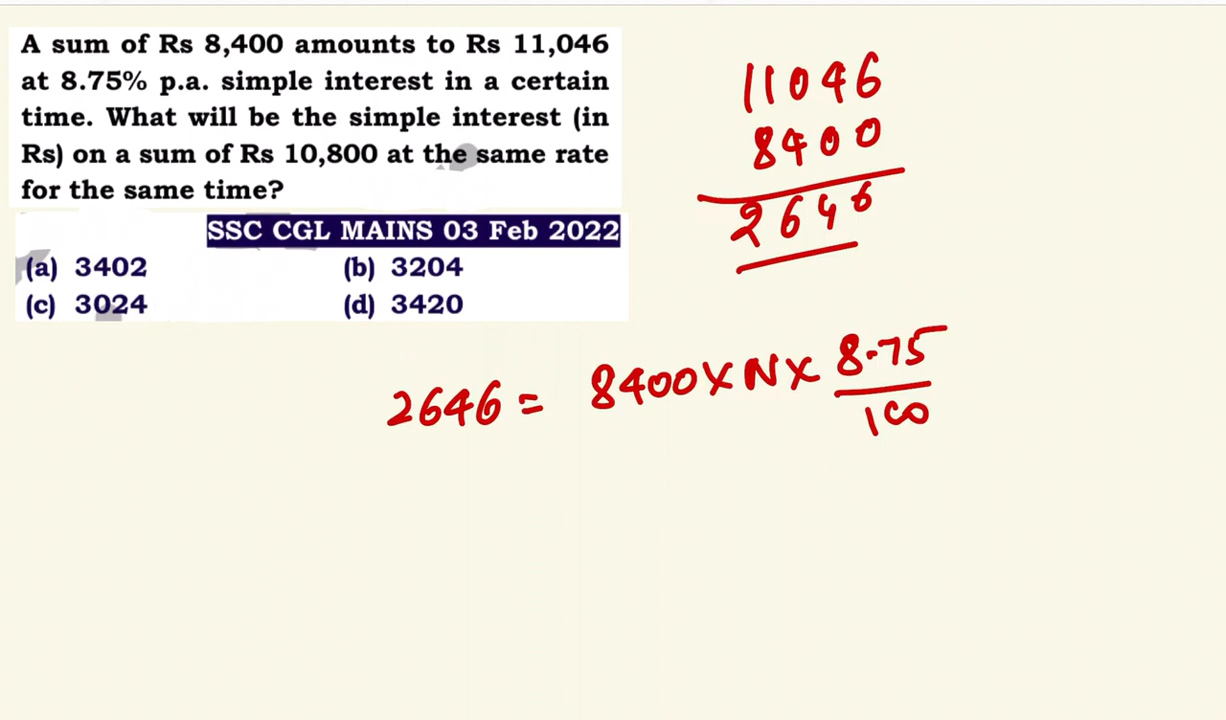 A sum of Rs 8,400 amounts to Rs 11,046
at 8.75% p.a. simple interest in a certain
time. What will be the simple interest (in
Rs) on a sum of Rs 10,800 at the same rate
for the same time?
SSC CGL MAINS 03 Feb 2022
(a) 3402 (b) 3204
(c) 3024 (d) 3420
11046
8400
2646
2646 = 8400 X N X 8.75
100